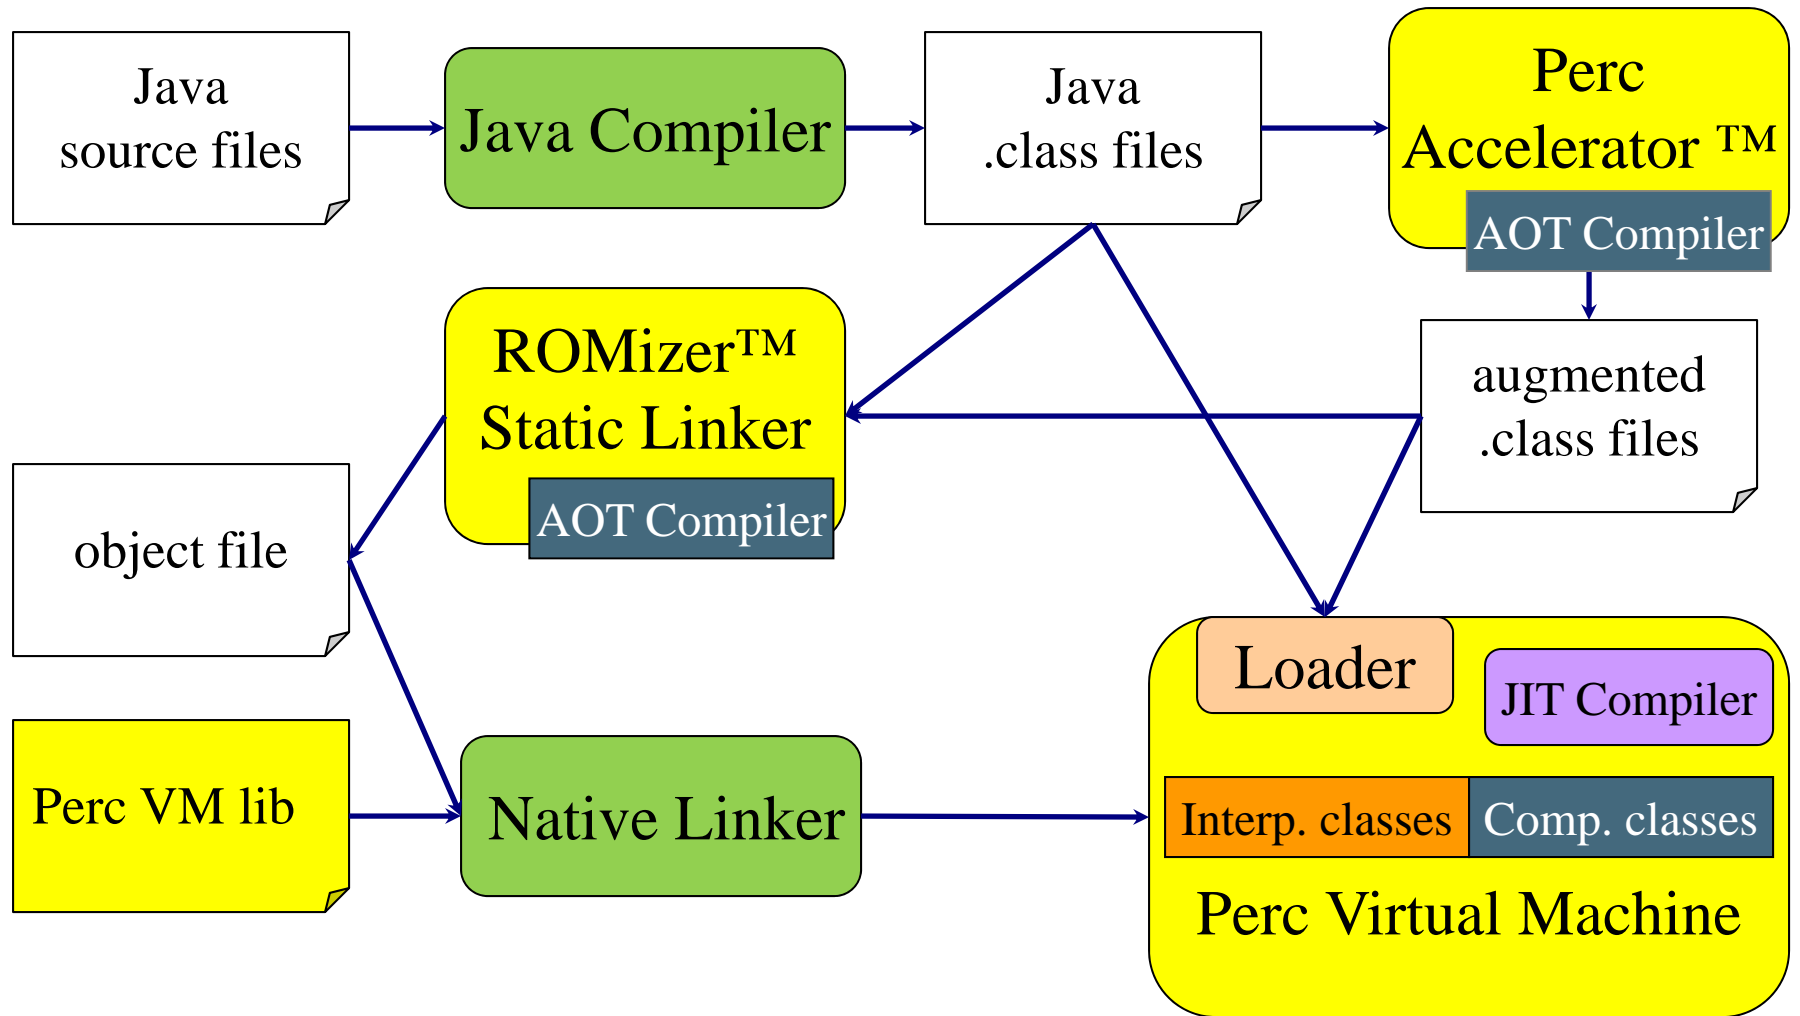 Java
source files
Java Compiler
Java
.class files
Perc
Accelerator ™
AOT Compiler
ROMizer™
Static Linker
AOT Compiler
augmented
.class files
object file
Loader
JIT Compiler
Perc VM lib
Native Linker
Interp. classes
Comp. classes
Perc Virtual Machine